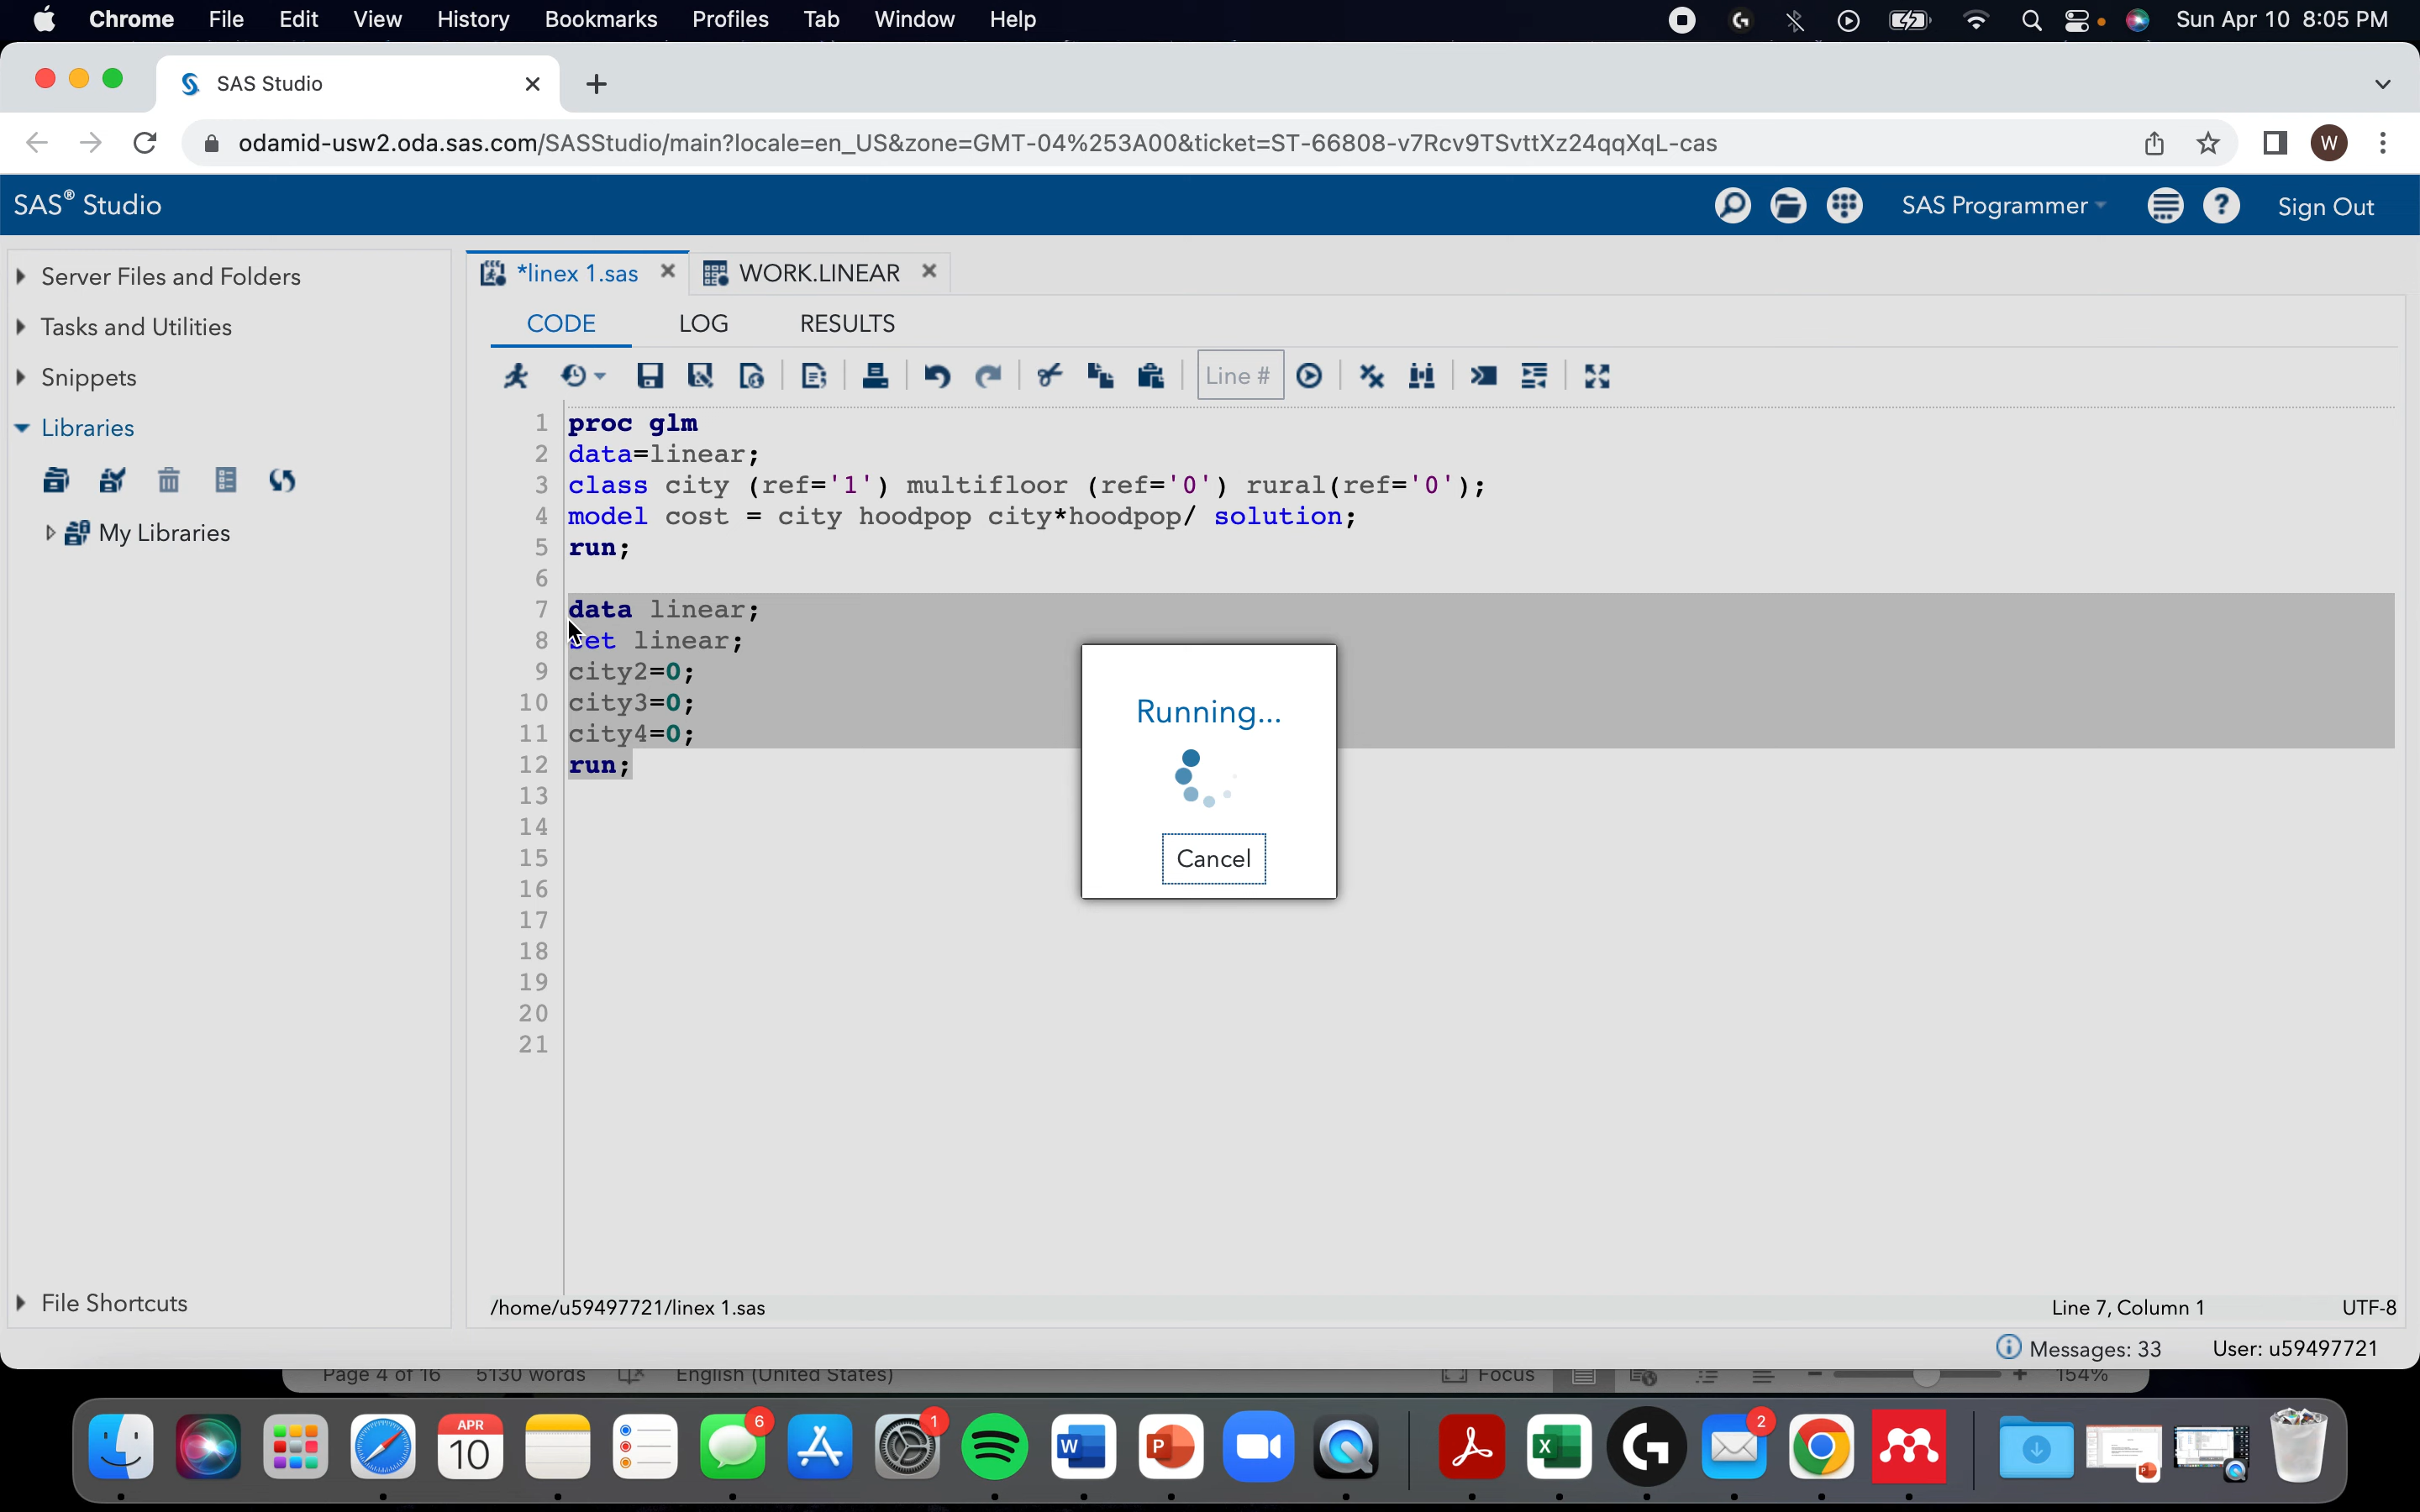 Chrome File Edit View History Bookmarks Profiles Tab Window Help Sun Apr 10 8:05 PM
SAS Studio
odamid-usw2.oda.sas.com/SASStudio/main?locale=en_US&zone=GMT-04%253A00&ticket=ST-66808-v7Rcv9TSvttXz24qqXqL-cas W
SAS® Studio SAS Programmer ? Sign Out
Server Files and Folders
Tasks and Utilities
Snippets
Libraries
My Libraries
File Shortcuts
*linex 1.sas WORK.LINEAR
CODE LOG RESULTS
Line #
1 proc glm
2 data=linear;
3 class city (ref='1') multifloor (ref='0') rural(ref='0');
4 model cost = city hoodpop city*hoodpop/ solution;
5 run;
6
7 data linear;
8 set linear;
9 city2=0;
10 city3=0;
11 city4=0;
12 run;
13
14
15
16
17
18
19
20
21
Running...
Cancel
/home/u59497721/linex 1.sas Line 7, Column 1 UTF-8
Messages: 33 User: u59497721
Page 4 of 16 5130 words English (United States) Focus 154%
APR
10
6
1
W
P
X
2
P